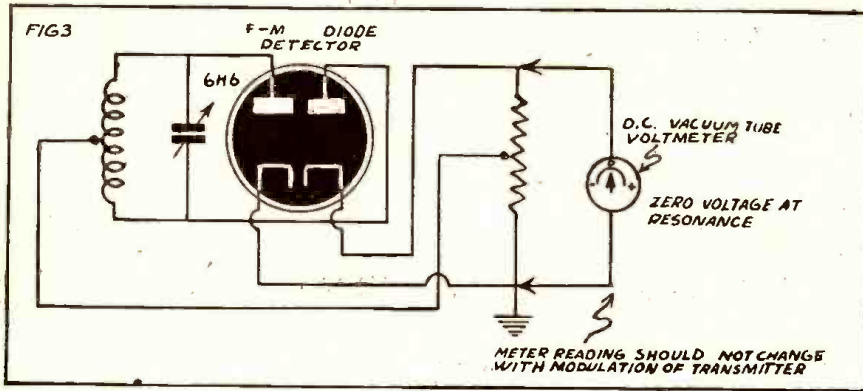 FIG3
F-M DIODE
DETECTOR
6H6
D.C. VACUUM TUBE
VOLTMETER
- +
ZERO VOLTAGE AT
RESONANCE
METER READING SHOULD NOT CHANGE
WITH MODULATION OF TRANSMITTER